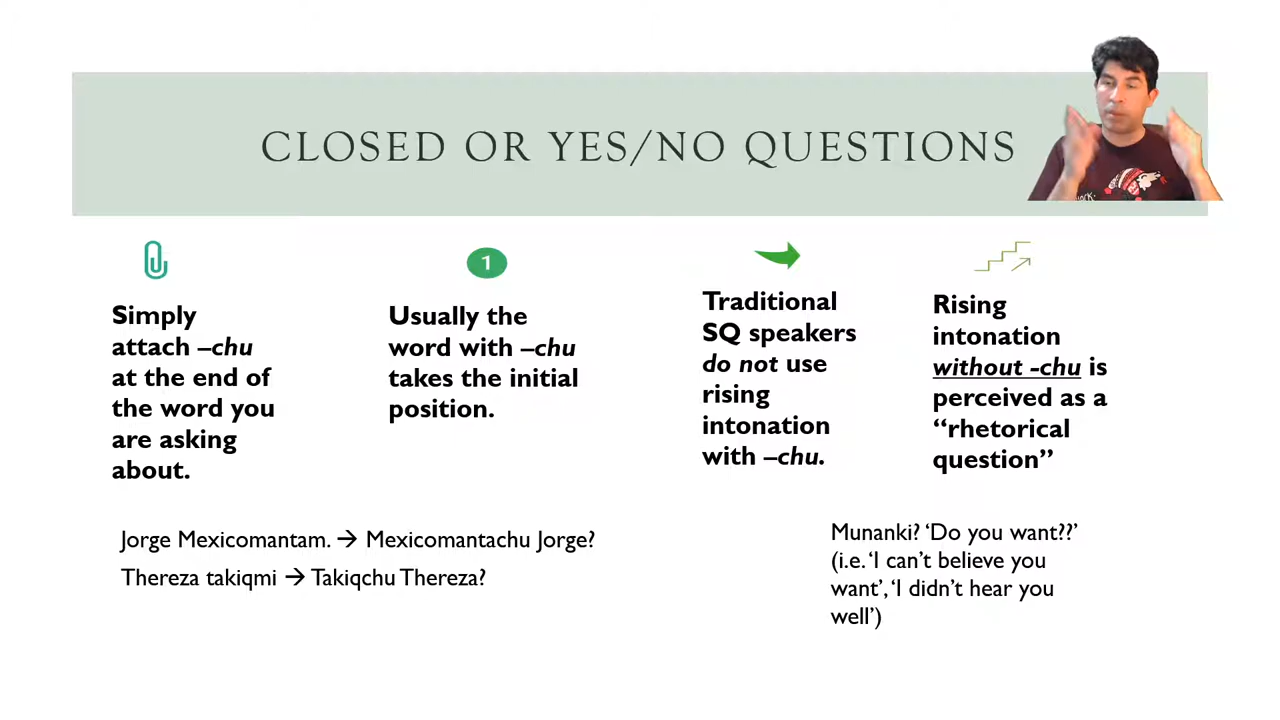 CLOSED OR YES/NO QUESTIONS
1
Simply
attach –chu
at the end of
the word you
are asking
about.
Usually the
word with –chu
takes the initial
position.
Traditional
SQ speakers
do not use
rising
intonation
with –chu.
Rising
intonation
without -chu is
perceived as a
“rhetorical
question”
Jorge Mexicomantam. → Mexicomantachu Jorge?
Thereza takiqmi → Takiqchu Thereza?
Munanki? ‘Do you want??’
(i.e. ‘I can’t believe you
want’, ‘I didn’t hear you
well’)